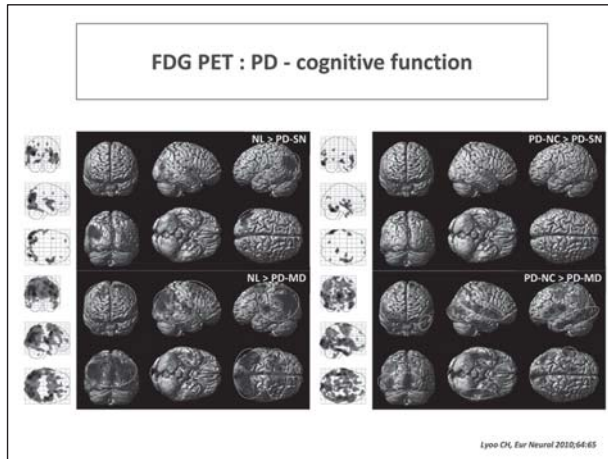 FDG PET : PD - cognitive function
NL > PD-SN
PD-NC > PD-SN
NL > PD-MD
PD-NC > PD-MD
Lyoo CH, Eur Neurol 2010;64:65